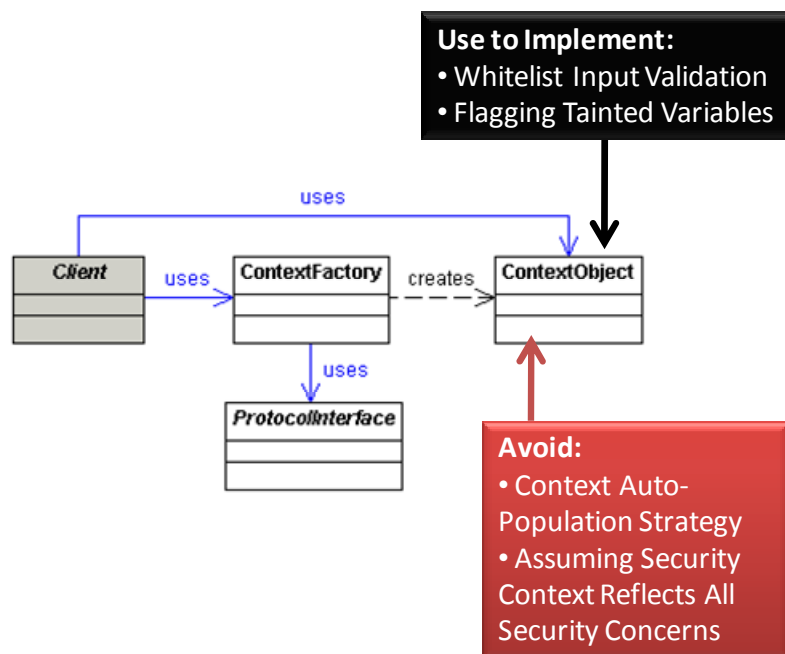 Use to Implement:
• Whitelist Input Validation
• Flagging Tainted Variables
uses
Client
uses
ContextFactory
creates
ContextObject
uses
ProtocolInterface
Avoid:
• Context Auto-
Population Strategy
• Assuming Security
Context Reflects All
Security Concerns